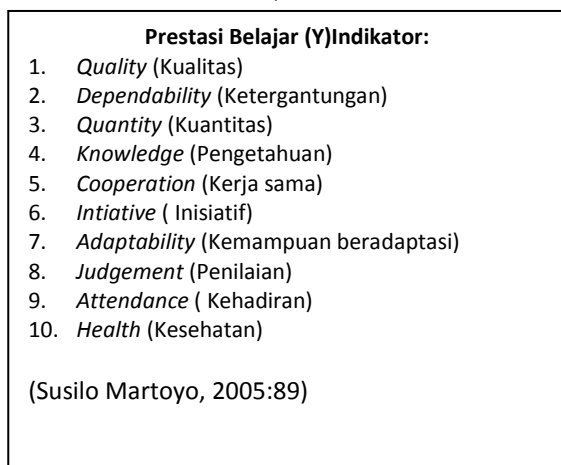 Prestasi Belajar (Y)Indikator:
1. Quality (Kualitas)
2. Dependability (Ketergantungan)
3. Quantity (Kuantitas)
4. Knowledge (Pengetahuan)
5. Cooperation (Kerja sama)
6. Intiative ( Inisiatif)
7. Adaptability (Kemampuan beradaptasi)
8. Judgement (Penilaian)
9. Attendance ( Kehadiran)
10. Health (Kesehatan)
(Susilo Martoyo, 2005:89)